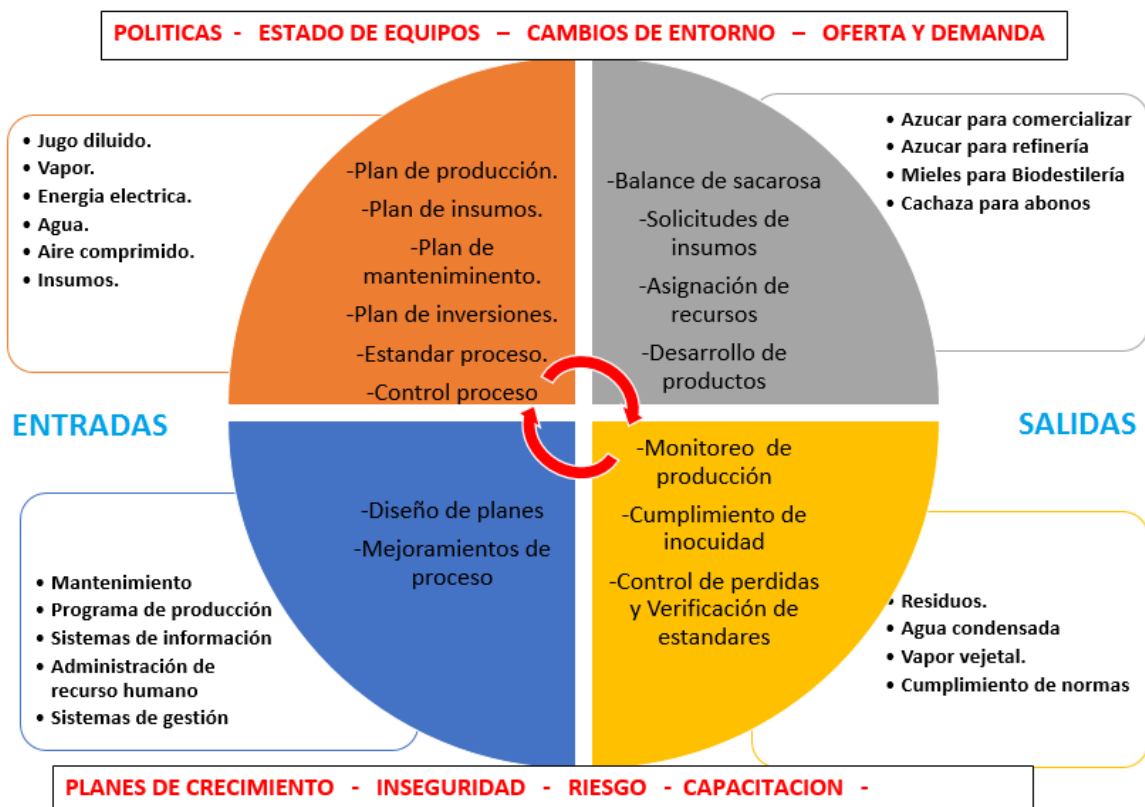 POLITICAS - ESTADO DE EQUIPOS – CAMBIOS DE ENTORNO – OFERTA Y DEMANDA
• Jugo diluido.
• Vapor.
• Energia electrica.
• Agua.
• Aire comprimido.
• Insumos.
-Plan de producción.
-Plan de insumos.
-Plan de
manteniminento.
-Plan de inversiones.
-Estandar proceso.
-Control proceso
-Balance de sacarosa
-Solicitudes de
insumos
-Asignación de
recursos
-Desarrollo de
productos
• Azucar para comercializar
• Azucar para refinería
• Mieles para Biodestilería
• Cachaza para abonos
ENTRADAS
SALIDAS
• Mantenimiento
• Programa de producción
• Sistemas de información
• Administración de
recurso humano
• Sistemas de gestión
-Diseño de planes
-Mejoramientos de
proceso
-Monitoreo de
producción
-Cumplimiento de
inocuidad
-Control de perdidas
y Verificación de
estandares
• Residuos.
• Agua condensada
• Vapor vejetal.
• Cumplimiento de normas
PLANES DE CRECIMIENTO - INSEGURIDAD - RIESGO - CAPACITACION -